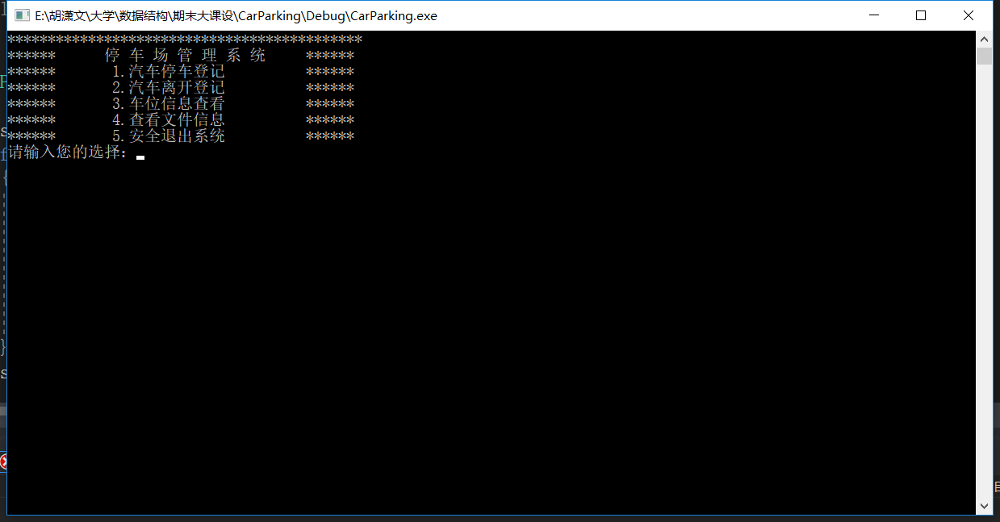 E:\胡潇文\大学\数据结构\期末大课设\CarParking\Debug\CarParking.exe
********************************************
****** 停 车 场 管 理 系 统 ******
****** 1.汽车停车登记 ******
****** 2.汽车离开登记 ******
****** 3.车位信息查看 ******
****** 4.查看文件信息 ******
****** 5.安全退出系统 ******
请输入您的选择：